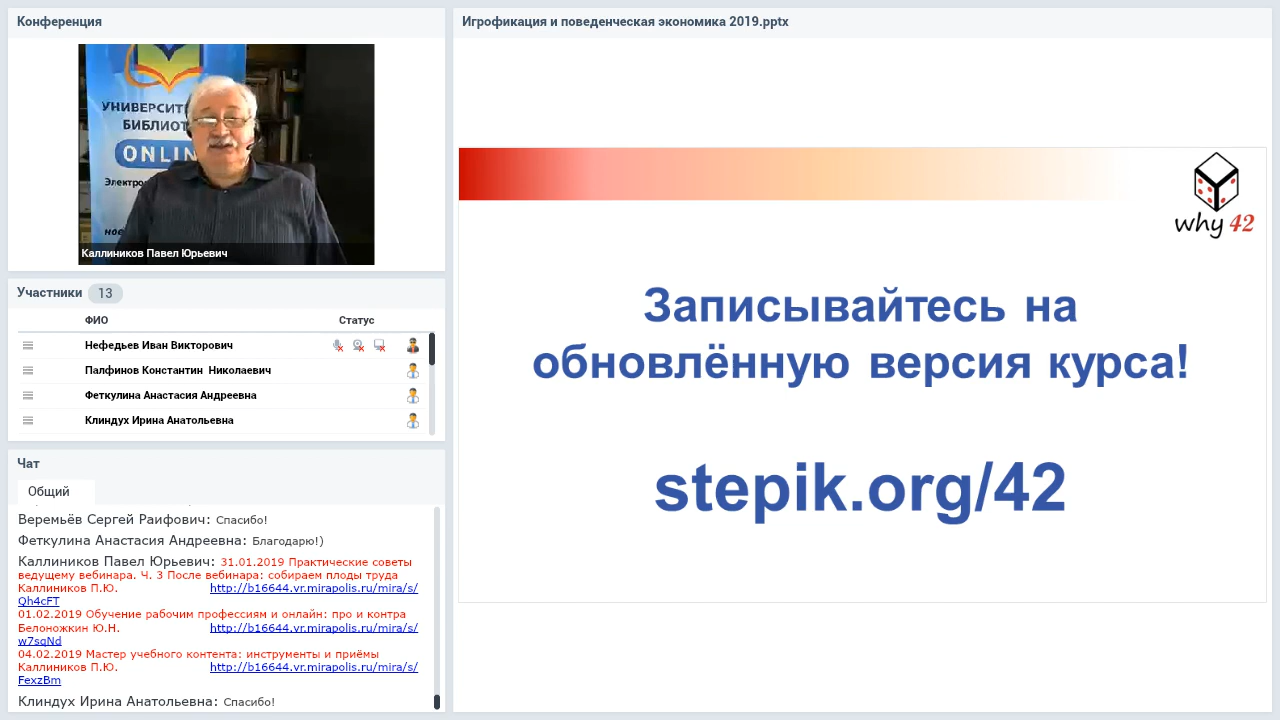 Конференция
УНИВЕРСИТ
БИБЛИОТ
ONLIN
Электро
ное
Каллиников Павел Юрьевич
Участники 13
ФИО Статус
Нефедьев Иван Викторович
Палфинов Константин Николаевич
Феткулина Анастасия Андреевна
Клиндух Ирина Анатольевна
Чат
Общий
Веремьёв Сергей Раифович: Спасибо!
Феткулина Анастасия Андреевна: Благодарю!)
Каллиников Павел Юрьевич: 31.01.2019 Практические советы
ведущему вебинара. Ч. 3 После вебинара: собираем плоды труда
Каллиников П.Ю. http://b16644.vr.mirapolis.ru/mira/s/
Qh4cFT
01.02.2019 Обучение рабочим профессиям и онлайн: про и контра
Белоножкин Ю.Н. http://b16644.vr.mirapolis.ru/mira/s/
w7sqNd
04.02.2019 Мастер учебного контента: инструменты и приёмы
Каллиников П.Ю. http://b16644.vr.mirapolis.ru/mira/s/
FexzBm
Клиндух Ирина Анатольевна: Спасибо!
Игрофикация и поведенческая экономика 2019.pptx
why 42
Записывайтесь на
обновлённую версия курса!
stepik.org/42